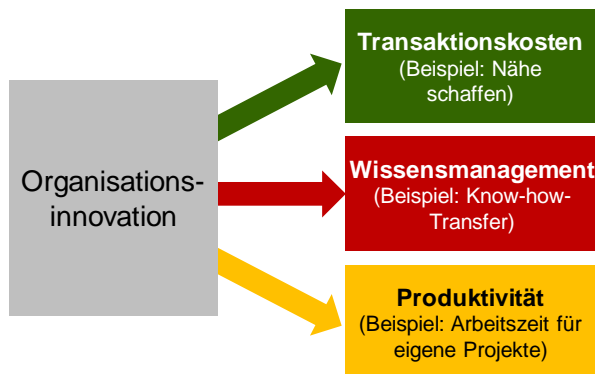 Organisations-
innovation
Transaktionskosten
(Beispiel: Nähe
schaffen)
Wissensmanagement
(Beispiel: Know-how-
Transfer)
Produktivität
(Beispiel: Arbeitszeit für
eigene Projekte)